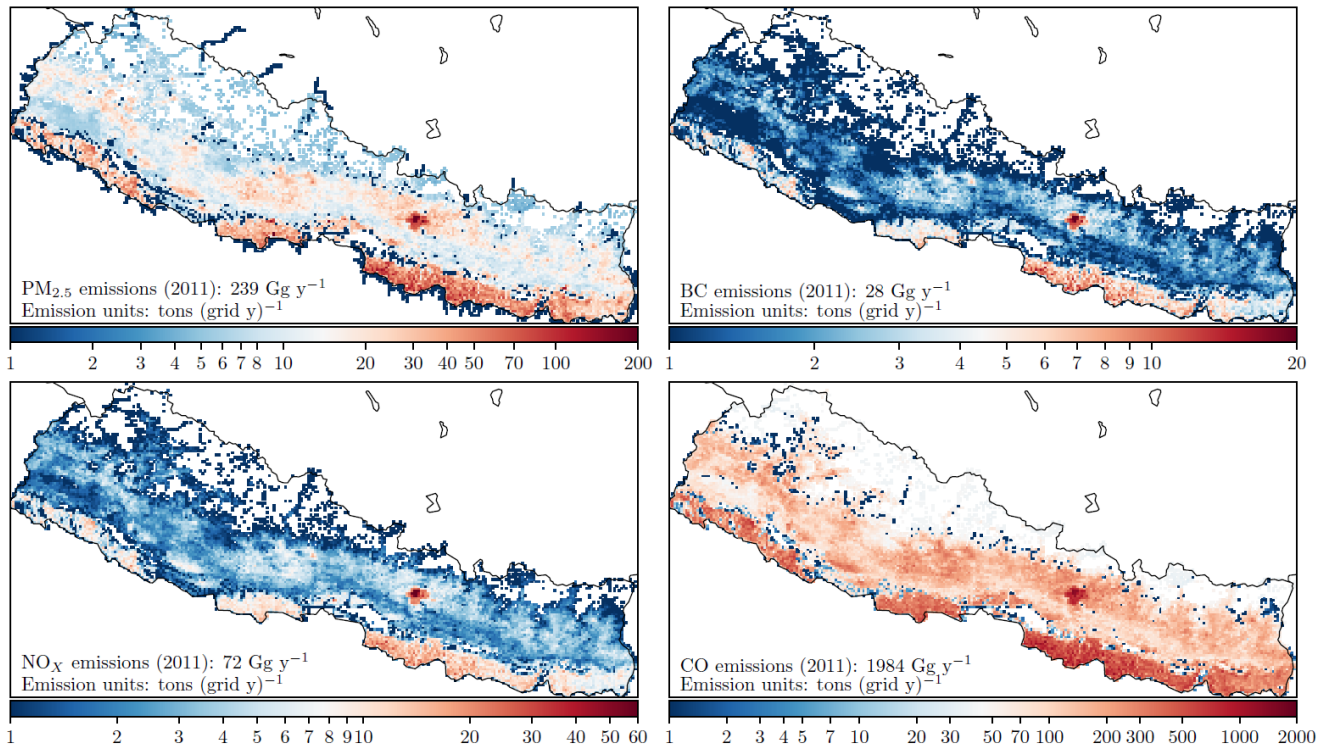 PM₂.₅ emissions (2011): 239 Gg y⁻¹
Emission units: tons (grid y)⁻¹
1 2 3 4 5 6 7 8 10 20 30 40 50 70 100 200
BC emissions (2011): 28 Gg y⁻¹
Emission units: tons (grid y)⁻¹
1 2 3 4 5 6 7 8 9 10 20
NO_X emissions (2011): 72 Gg y⁻¹
Emission units: tons (grid y)⁻¹
1 2 3 4 5 6 7 8 9 10 20 30 40 50 60
CO emissions (2011): 1984 Gg y⁻¹
Emission units: tons (grid y)⁻¹
1 2 3 4 5 7 10 20 30 50 100 200 300 500 1000 2000